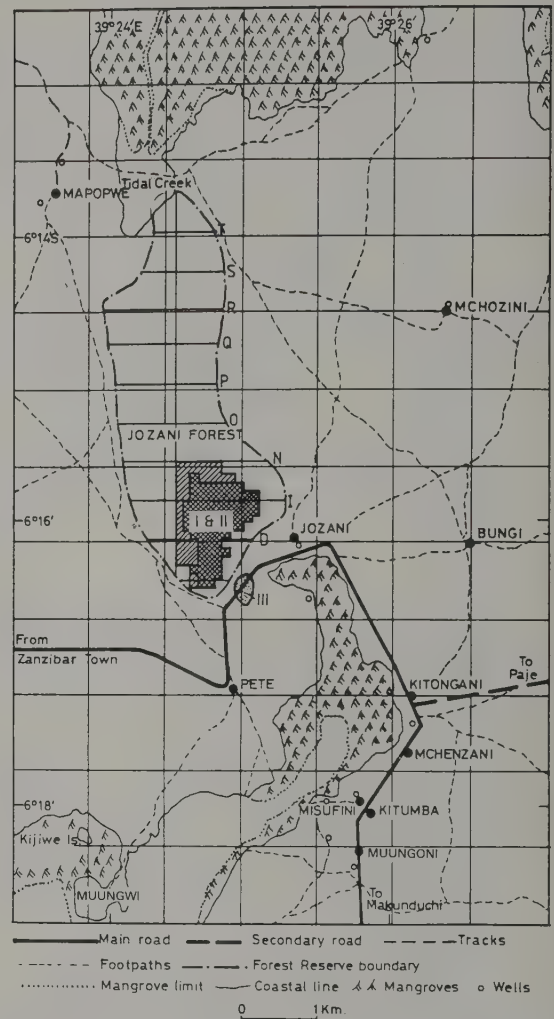 39°24'E 39°26'
Tidal Creek
MAPOPWE
6°14S
S
R
MCHOZINI
Q
P
O
JOZANI FOREST
N
I
6°16'
I & II
JOZANI
D
BUNGI
III
From
Zanzibar Town
To
Paje
PETE
KITONGANI
MCHENZANI
6°18'
MISUFINI
KITUMBA
Kijiwe Is.
MUUNGONI
MUUNGWI
To
Makunduchi
Main road Secondary road Tracks
Footpaths Forest Reserve boundary
Mangrove limit Coastal line Mangroves Wells
0 1Km.